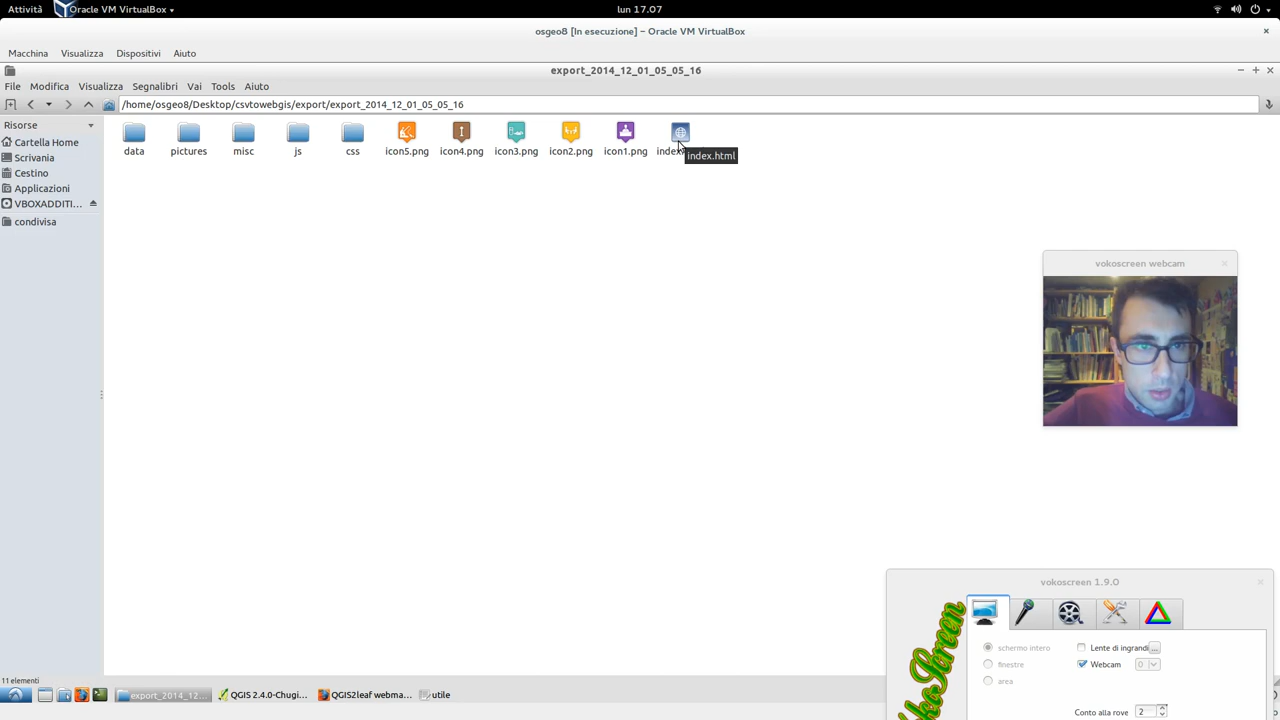 Attività
Oracle VM VirtualBox
lun 17.07
osgeo8 [In esecuzione] – Oracle VM VirtualBox
Macchina Visualizza Dispositivi Aiuto
export_2014_12_01_05_05_16
File Modifica Visualizza Segnalibri Vai Tools Aiuto
/home/osgeo8/Desktop/csvtowebgis/export/export_2014_12_01_05_05_16
Risorse
Cartella Home
Scrivania
Cestino
Applicazioni
VBOXADDITI...
condivisa
data pictures misc js css icon5.png icon4.png icon3.png icon2.png icon1.png
index.html
vokoscreen webcam
vokoscreen 1.9.0
schermo intero
finestre
area
Lente di ingrandi
...
Webcam
0
Conto alla rove
2
VokoScreen
11 elementi
export_2014_12...
QGIS 2.4.0-Chugi...
QGIS2leaf webma...
utile